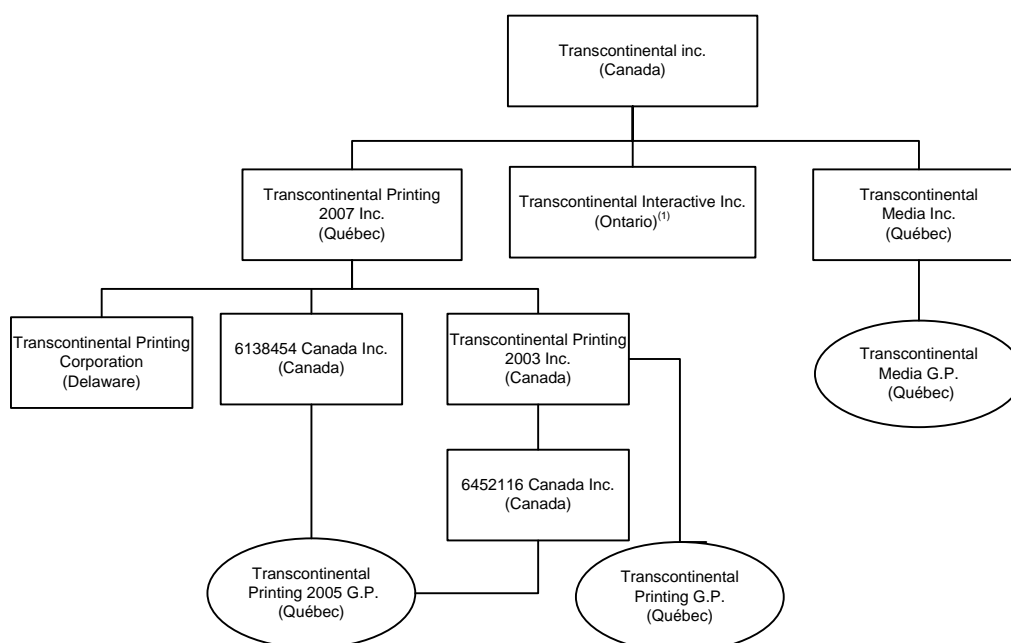 Transcontinental inc.
(Canada)
Transcontinental Printing
2007 Inc.
(Québec)
Transcontinental Interactive Inc.
(Ontario)(1)
Transcontinental
Media Inc.
(Québec)
Transcontinental Printing
Corporation
(Delaware)
6138454 Canada Inc.
(Canada)
Transcontinental Printing
2003 Inc.
(Canada)
Transcontinental
Media G.P.
(Québec)
6452116 Canada Inc.
(Canada)
Transcontinental
Printing 2005 G.P.
(Québec)
Transcontinental
Printing G.P.
(Québec)